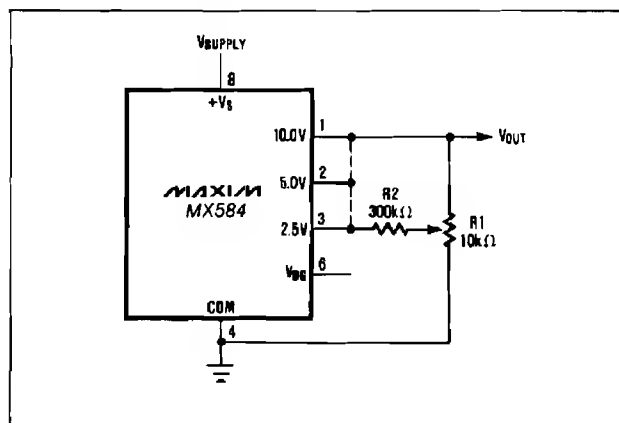 VSUPPLY
8
+VS
10.0V 1
VOUT
5.0V 2
MAXIM
MX584
R2
300kΩ
2.5V 3
R1
10kΩ
VBG 6
COM
4